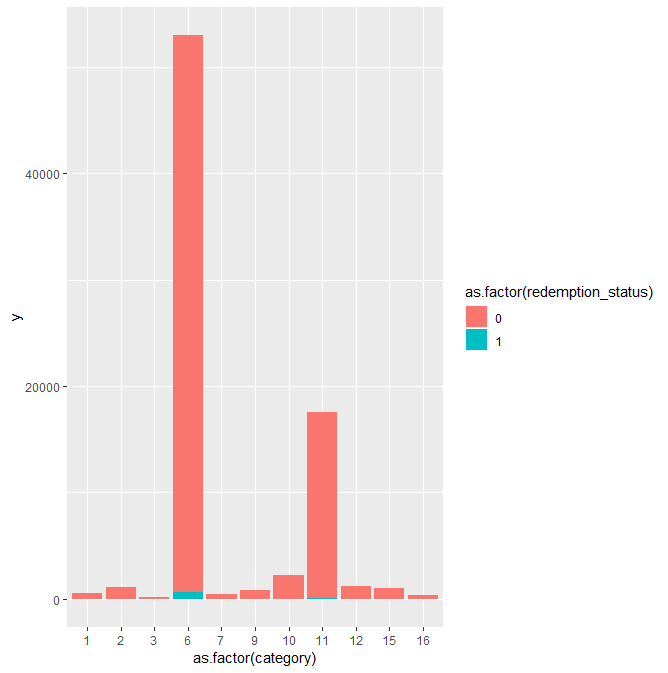 40000
20000
0
y
1 2 3 6 7 9 10 11 12 15 16
as.factor(category)
as.factor(redemption_status)
0
1